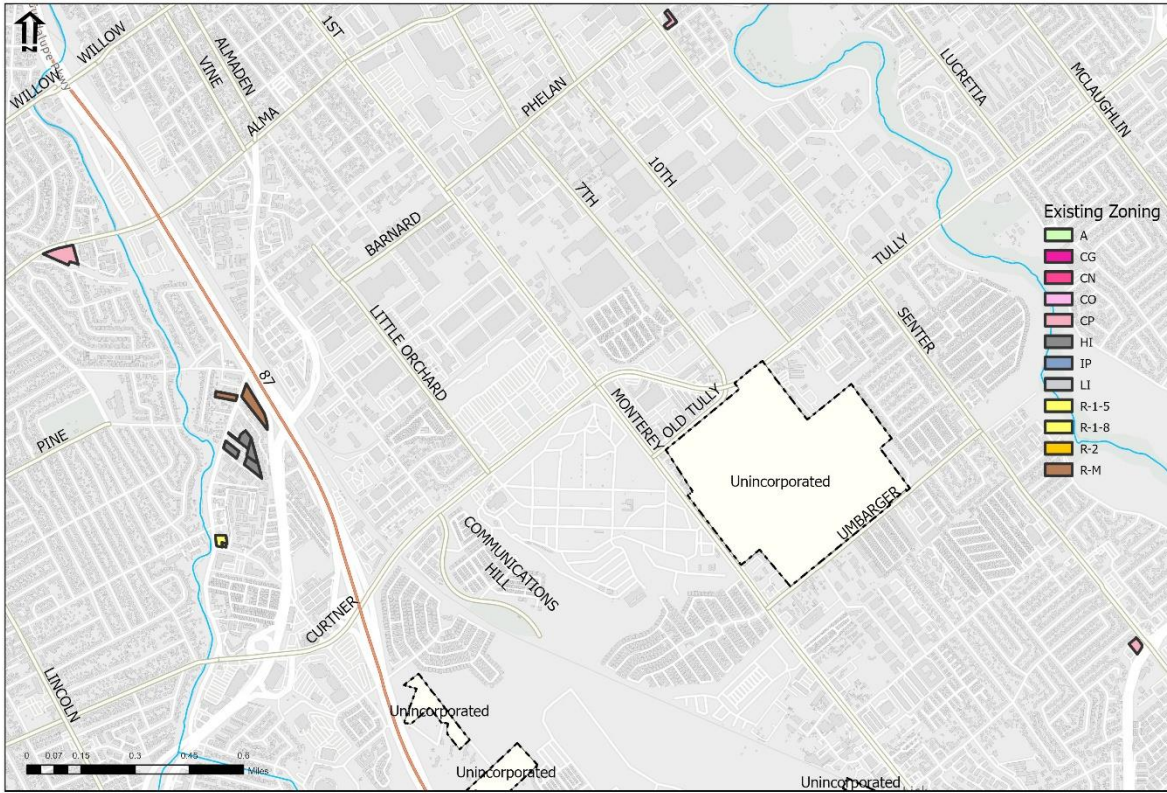 N
Guadalupe Pkwy
WILLOW
WILLOW
VINE
ALMADEN
1ST
ALMA
PHELAN
LUCRETIA
MCLAUGHLIN
10TH
7TH
BARNARD
TULLY
Existing Zoning
A
CG
CN
CO
CP
HI
IP
LI
R-1-5
R-1-8
R-2
R-M
SENTER
LITTLE ORCHARD
87
MONTEREY
OLD TULLY
PINE
Unincorporated
UMBARGER
COMMUNICATIONS
HILL
CURTNER
LINCOLN
Unincorporated
Unincorporated
Unincorporated
0 0.07 0.15 0.3 0.45 0.6
Miles